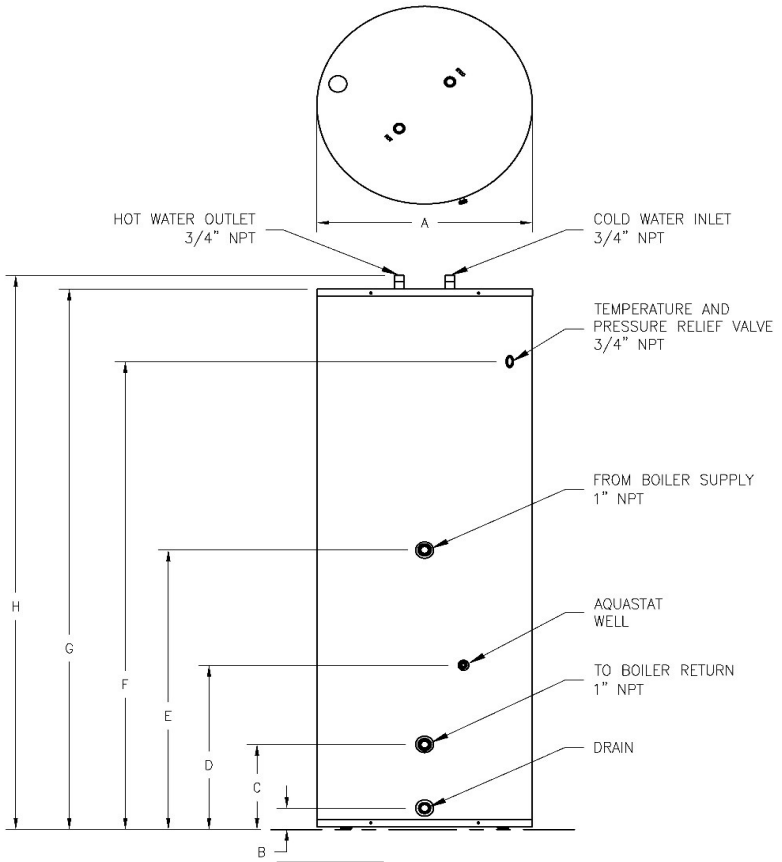 A
HOT WATER OUTLET
3/4" NPT
COLD WATER INLET
3/4" NPT
TEMPERATURE AND
PRESSURE RELIEF VALVE
3/4" NPT
FROM BOILER SUPPLY
1" NPT
AQUASTAT
WELL
TO BOILER RETURN
1" NPT
DRAIN
H
G
F
E
D
C
B